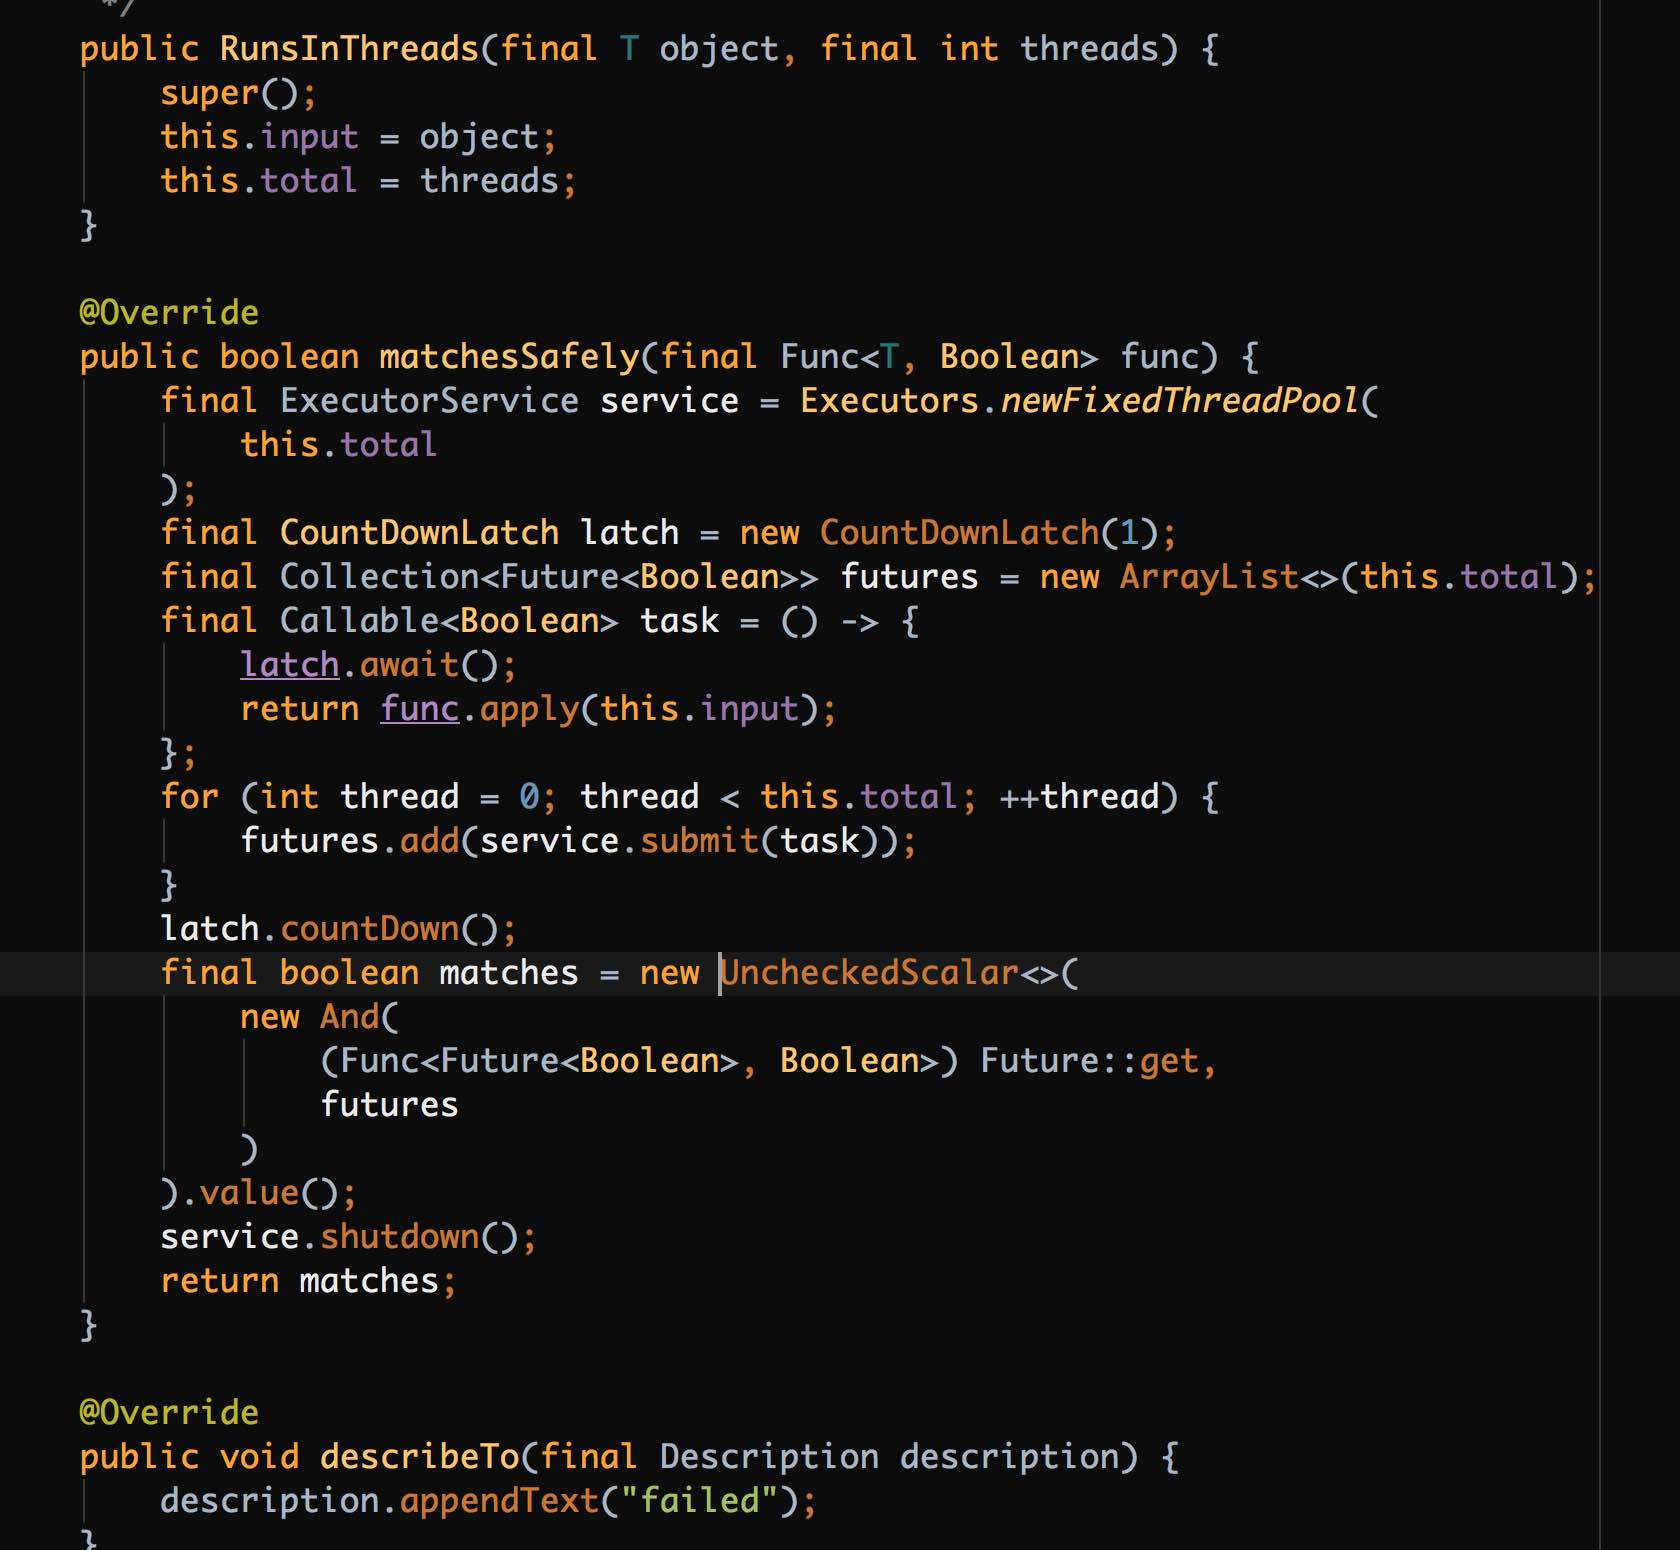 */
public RunsInThreads(final T object, final int threads) {
    super();
    this.input = object;
    this.total = threads;
}

@Override
public boolean matchesSafely(final Func<T, Boolean> func) {
    final ExecutorService service = Executors.newFixedThreadPool(
        this.total
    );
    final CountDownLatch latch = new CountDownLatch(1);
    final Collection<Future<Boolean>> futures = new ArrayList<>(this.total);
    final Callable<Boolean> task = () -> {
        latch.await();
        return func.apply(this.input);
    };
    for (int thread = 0; thread < this.total; ++thread) {
        futures.add(service.submit(task));
    }
    latch.countDown();
    final boolean matches = new UncheckedScalar<>(
        new And(
            (Func<Future<Boolean>, Boolean>) Future::get,
            futures
        )
    ).value();
    service.shutdown();
    return matches;
}

@Override
public void describeTo(final Description description) {
    description.appendText("failed");
}